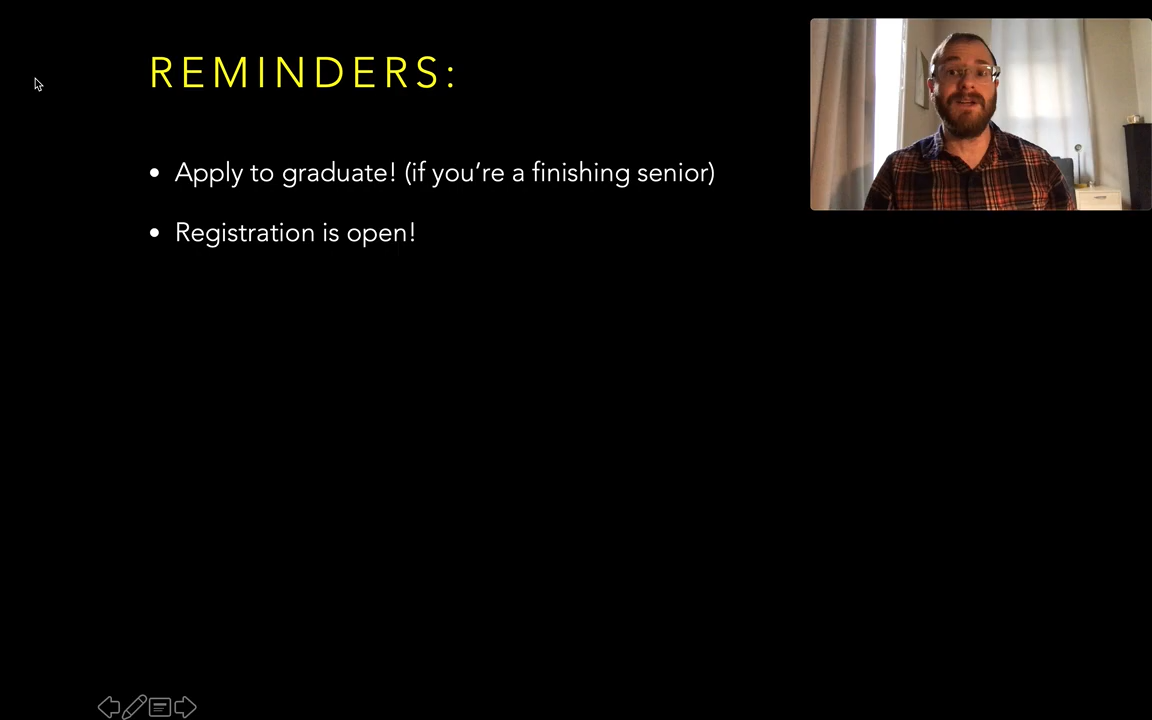 REMINDERS:
• Apply to graduate! (if you’re a finishing senior)
• Registration is open!